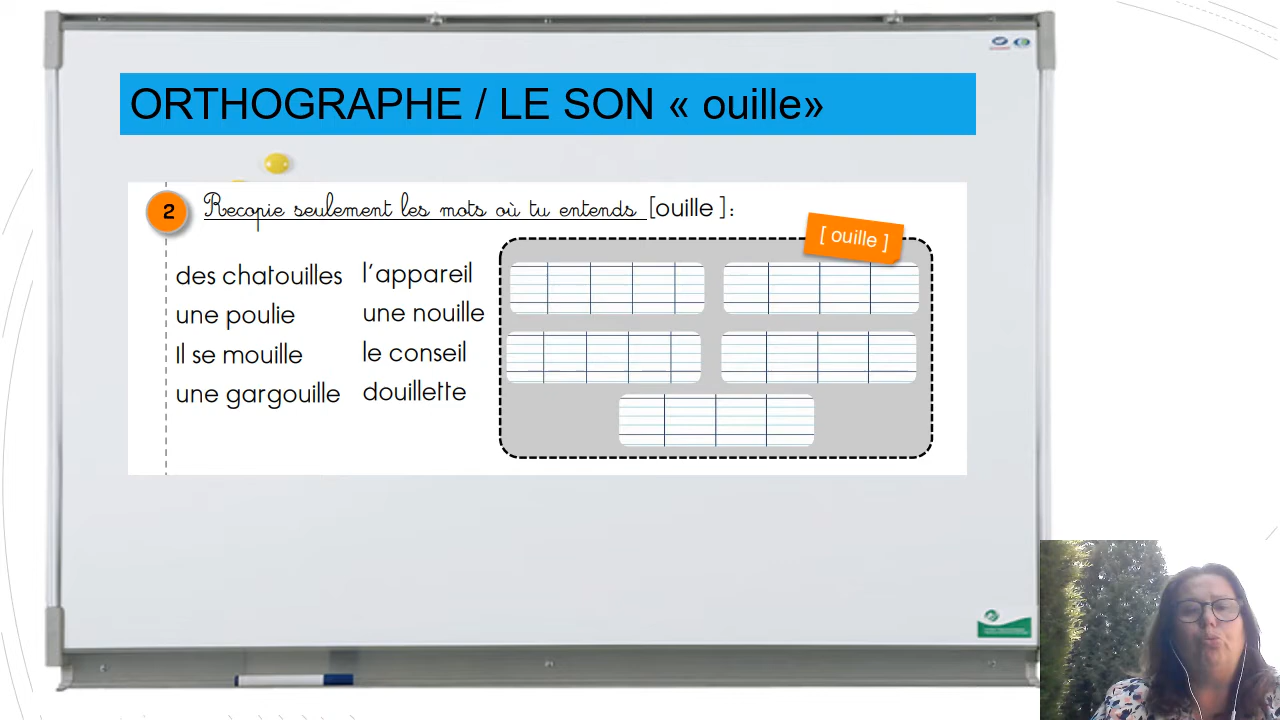 ORTHOGRAPHE / LE SON « ouille»
2 Recopie seulement les mots où tu entends [ouille ]:
[ ouille ]
des chatouilles
une poulie
Il se mouille
une gargouille
l'appareil
une nouille
le conseil
douillette